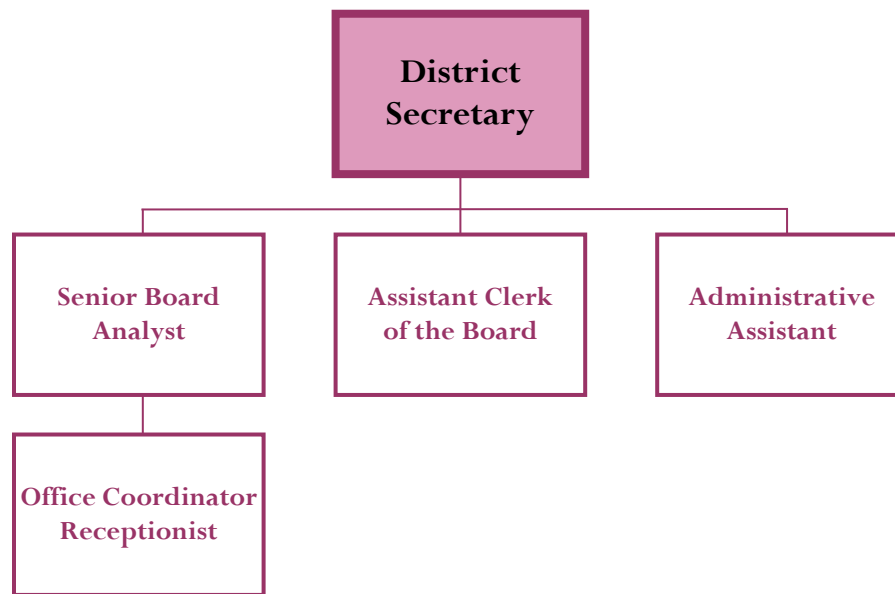 District
Secretary
Senior Board
Analyst
Assistant Clerk
of the Board
Administrative
Assistant
Office Coordinator
Receptionist